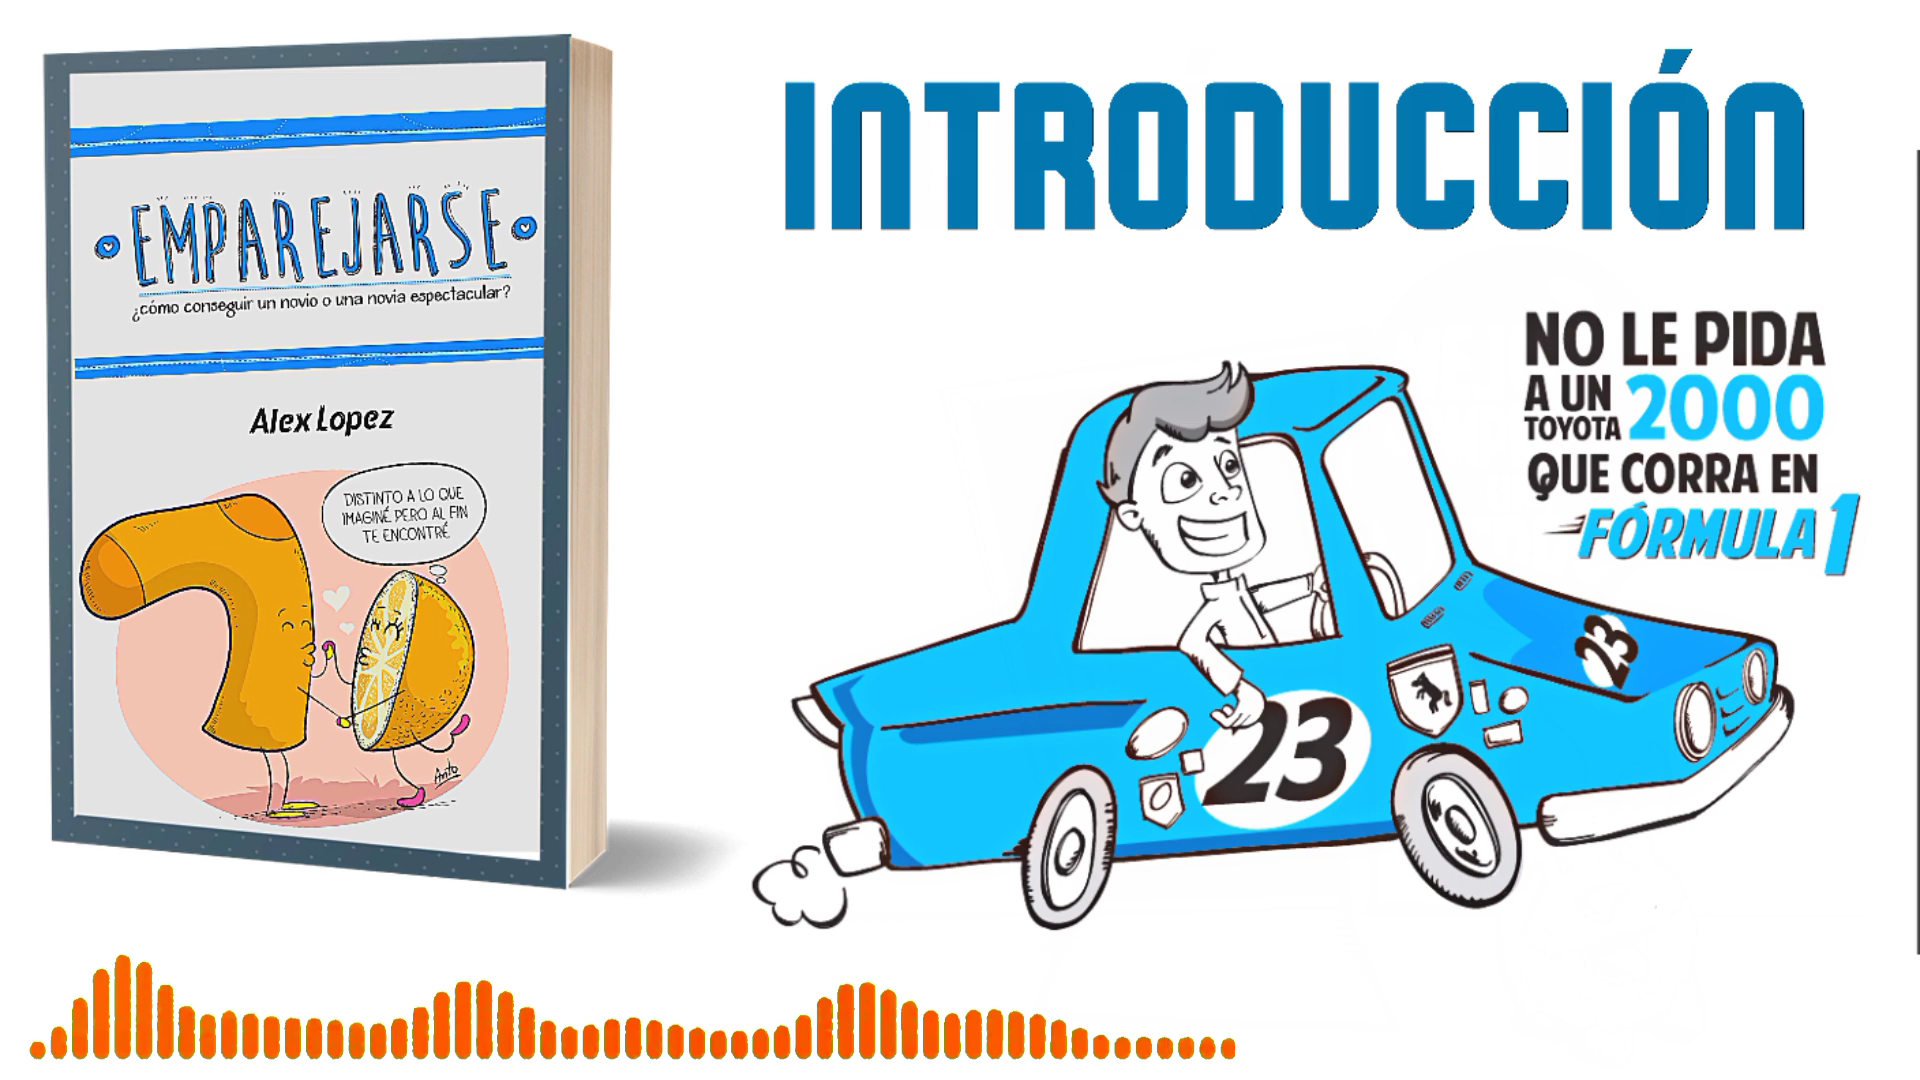 EMPAREJARSE
¿cómo conseguir un novio o una novia espectacular?
Alex Lopez
DISTINTO A LO QUE
IMAGINÉ PERO AL FIN
TE ENCONTRÉ
Anto
INTRODUCCIÓN
NO LE PIDA
A UN
TOYOTA 2000
QUE CORRA EN
FÓRMULA 1
23
23